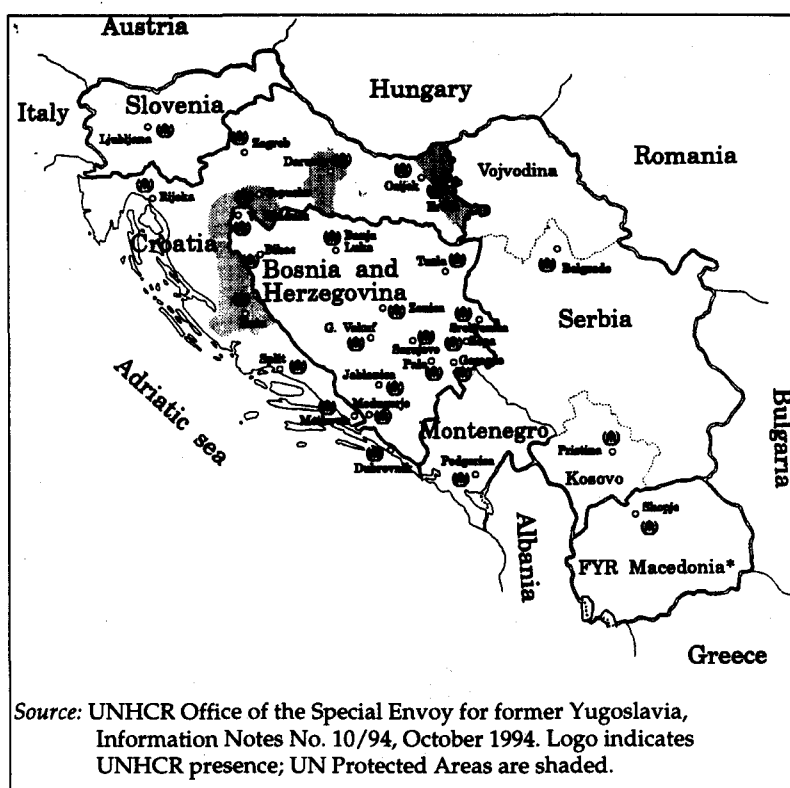 Austria
Hungary
Italy
Slovenia
Ljubljana
Zagreb
Romania
Vojvodina
Osijek
Rijeka
Croatia
Bihac
Banja
Luka
Bosnia and
Herzegovina
Tuzla
Belgrade
Serbia
Zenica
G. Vakuf
Sarajevo
Pale
Gorazde
Split
Jablanica
Medugorje
Adriatic sea
Dubrovnik
Montenegro
Podgorica
Pristina
Kosovo
Bulgaria
Albania
Skopje
FYR Macedonia*
Greece
Source: UNHCR Office of the Special Envoy for former Yugoslavia,
Information Notes No. 10/94, October 1994. Logo indicates
UNHCR presence; UN Protected Areas are shaded.